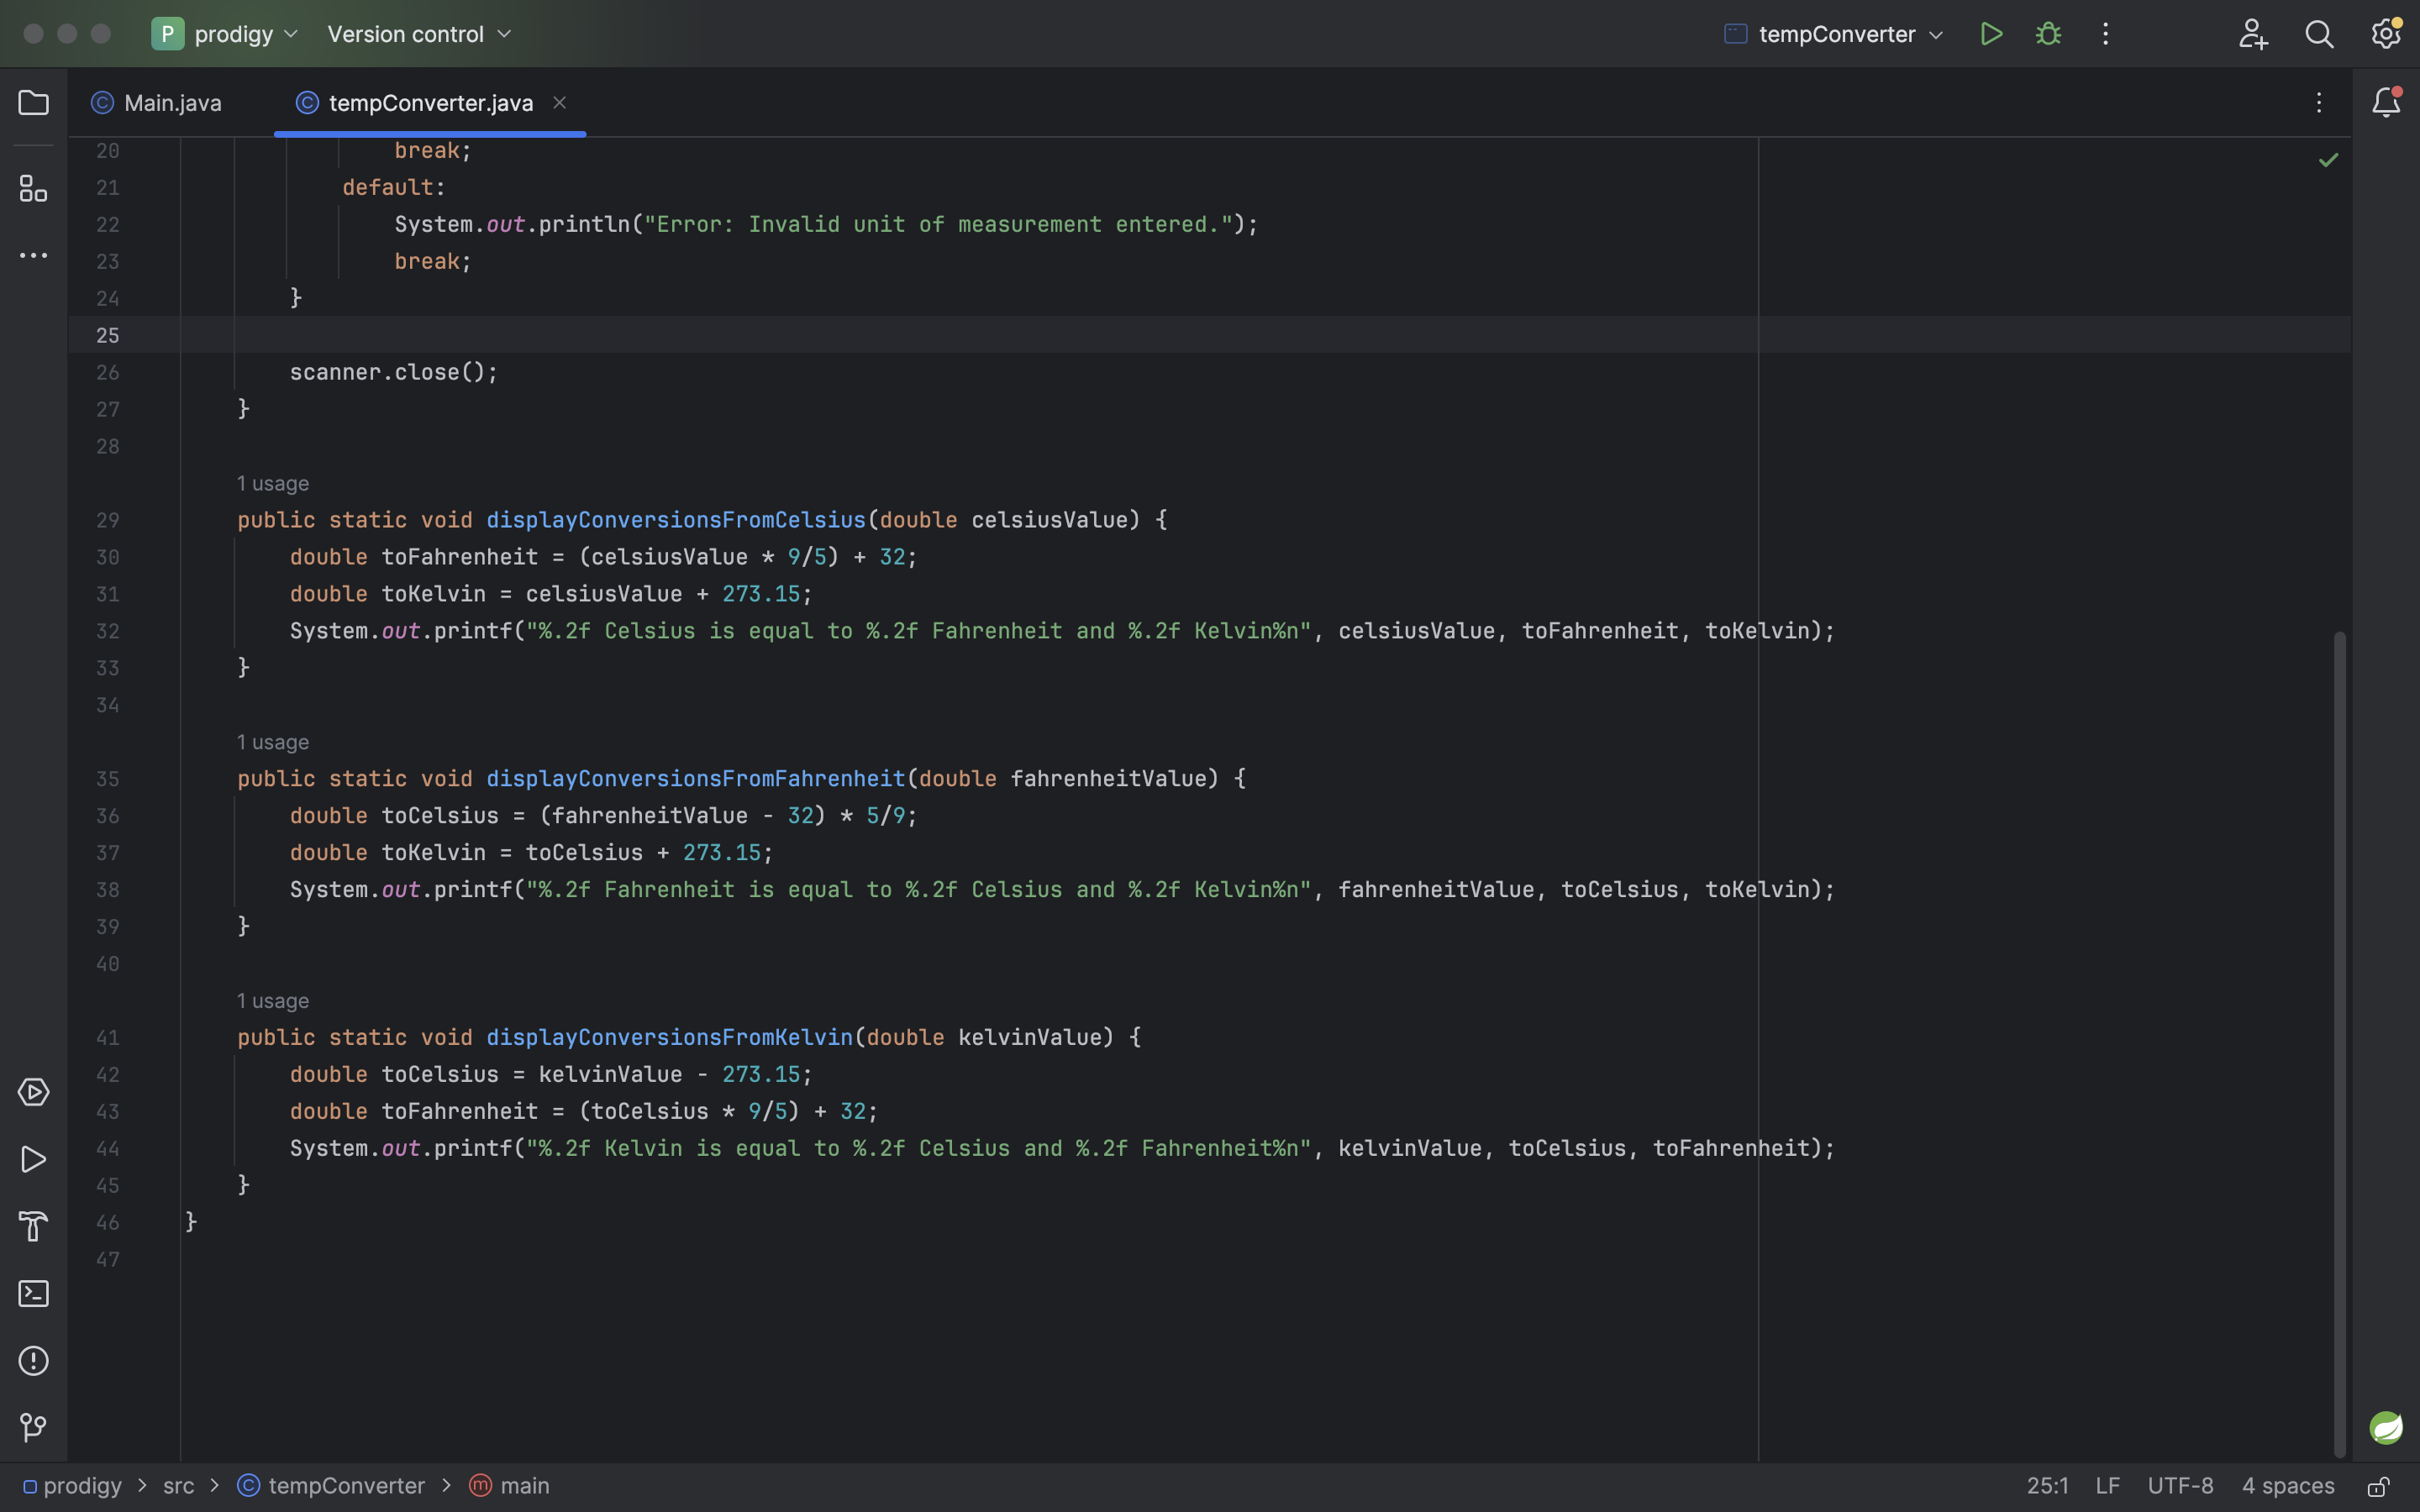 P prodigy Version control tempConverter
Main.java tempConverter.java
20 break;
21 default:
22 System.out.println("Error: Invalid unit of measurement entered.");
23 break;
24 }
25
26 scanner.close();
27 }
28
1 usage
29 public static void displayConversionsFromCelsius(double celsiusValue) {
30 double toFahrenheit = (celsiusValue * 9/5) + 32;
31 double toKelvin = celsiusValue + 273.15;
32 System.out.printf("%.2f Celsius is equal to %.2f Fahrenheit and %.2f Kelvin%n", celsiusValue, toFahrenheit, toKelvin);
33 }
34
1 usage
35 public static void displayConversionsFromFahrenheit(double fahrenheitValue) {
36 double toCelsius = (fahrenheitValue - 32) * 5/9;
37 double toKelvin = toCelsius + 273.15;
38 System.out.printf("%.2f Fahrenheit is equal to %.2f Celsius and %.2f Kelvin%n", fahrenheitValue, toCelsius, toKelvin);
39 }
40
1 usage
41 public static void displayConversionsFromKelvin(double kelvinValue) {
42 double toCelsius = kelvinValue - 273.15;
43 double toFahrenheit = (toCelsius * 9/5) + 32;
44 System.out.printf("%.2f Kelvin is equal to %.2f Celsius and %.2f Fahrenheit%n", kelvinValue, toCelsius, toFahrenheit);
45 }
46 }
47
prodigy > src > tempConverter > main 25:1 LF UTF-8 4 spaces